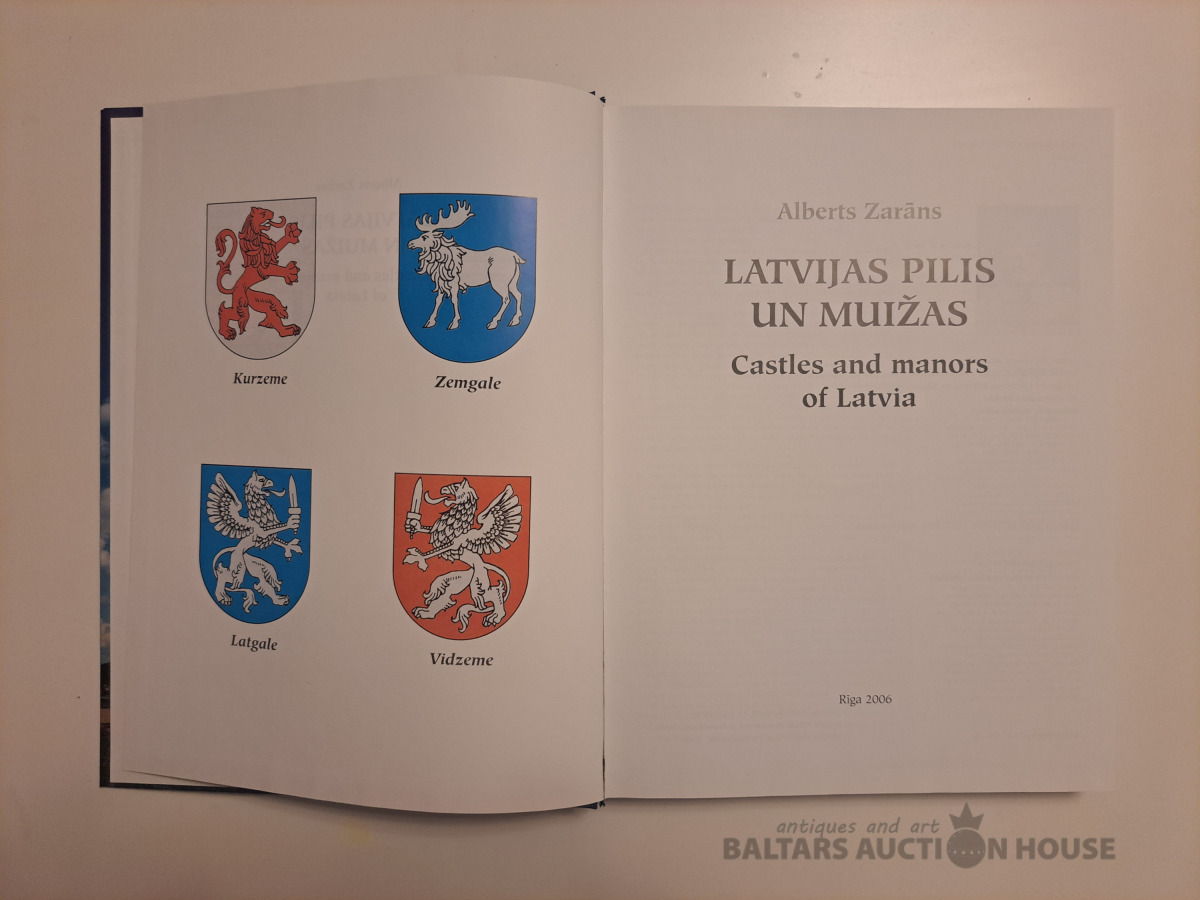 Kurzeme
Zemgale
Latgale
Vidzeme
Alberts Zarāns
LATVIJAS PILIS
UN MUIŽAS
Castles and manors
of Latvia
Rīga 2006
antiques and art
BALTARS AUCTION HOUSE